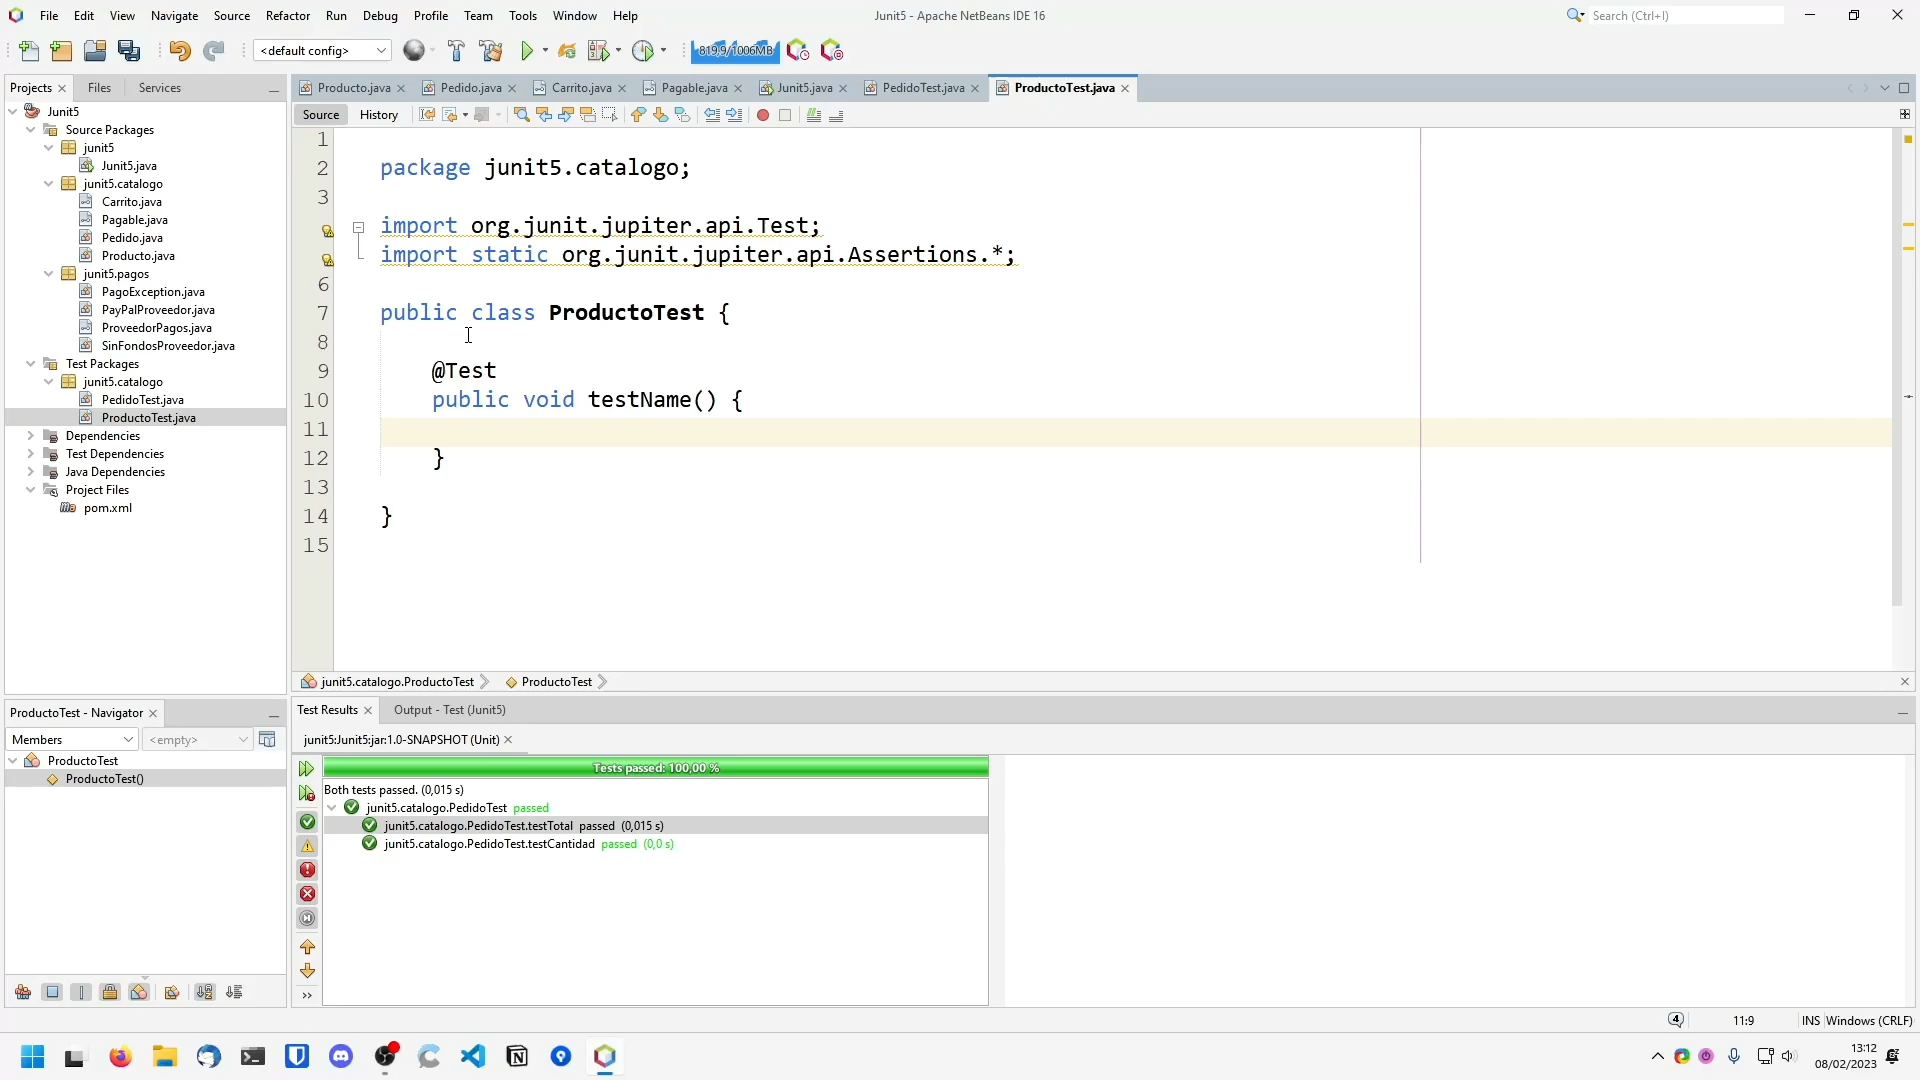 File Edit View Navigate Source Refactor Run Debug Profile Team Tools Window Help
Junit5 - Apache NetBeans IDE 16
Search (Ctrl+I)
<default config>
819,9/1006MB
Projects
Files
Services
Junit5
Source Packages
junit5
Junit5.java
junit5.catalogo
Carrito.java
Pagable.java
Pedido.java
Producto.java
junit5.pagos
PagoException.java
PayPalProveedor.java
ProveedorPagos.java
SinFondosProveedor.java
Test Packages
junit5.catalogo
PedidoTest.java
ProductoTest.java
Dependencies
Test Dependencies
Java Dependencies
Project Files
pom.xml
Producto.java
Pedido.java
Carrito.java
Pagable.java
Junit5.java
PedidoTest.java
ProductoTest.java
Source
History
1
2 package junit5.catalogo;
3
import org.junit.jupiter.api.Test;
import static org.junit.jupiter.api.Assertions.*;
6
7 public class ProductoTest {
8
9 @Test
10 public void testName() {
11
12 }
13
14 }
15
junit5.catalogo.ProductoTest
ProductoTest
ProductoTest - Navigator
Members
<empty>
ProductoTest
ProductoTest()
Test Results
Output - Test (Junit5)
junit5:Junit5:jar:1.0-SNAPSHOT (Unit)
Tests passed: 100,00 %
Both tests passed. (0,015 s)
junit5.catalogo.PedidoTest passed
junit5.catalogo.PedidoTest.testTotal passed (0,015 s)
junit5.catalogo.PedidoTest.testCantidad passed (0,0 s)
4
11:9
INS
Windows (CRLF)
13:12
08/02/2023